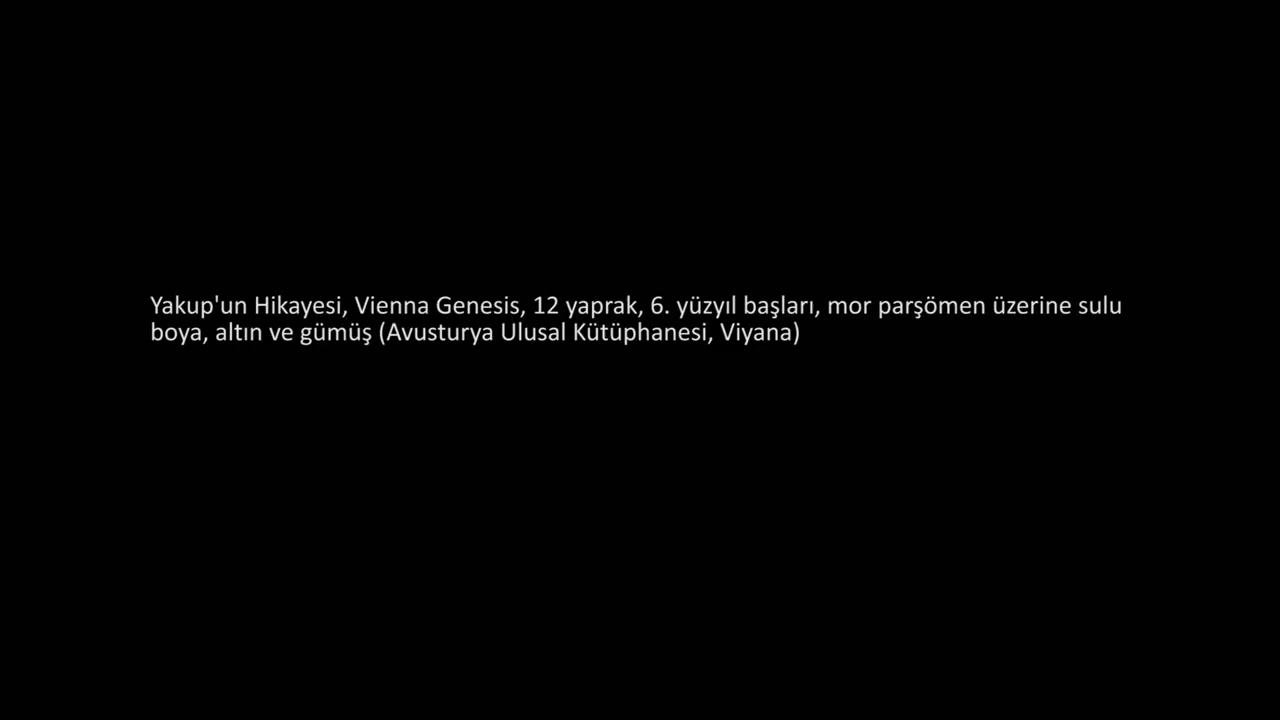 Yakup'un Hikayesi, Vienna Genesis, 12 yaprak, 6. yüzyıl başları, mor parşömen üzerine sulu
boya, altın ve gümüş (Avusturya Ulusal Kütüphanesi, Viyana)